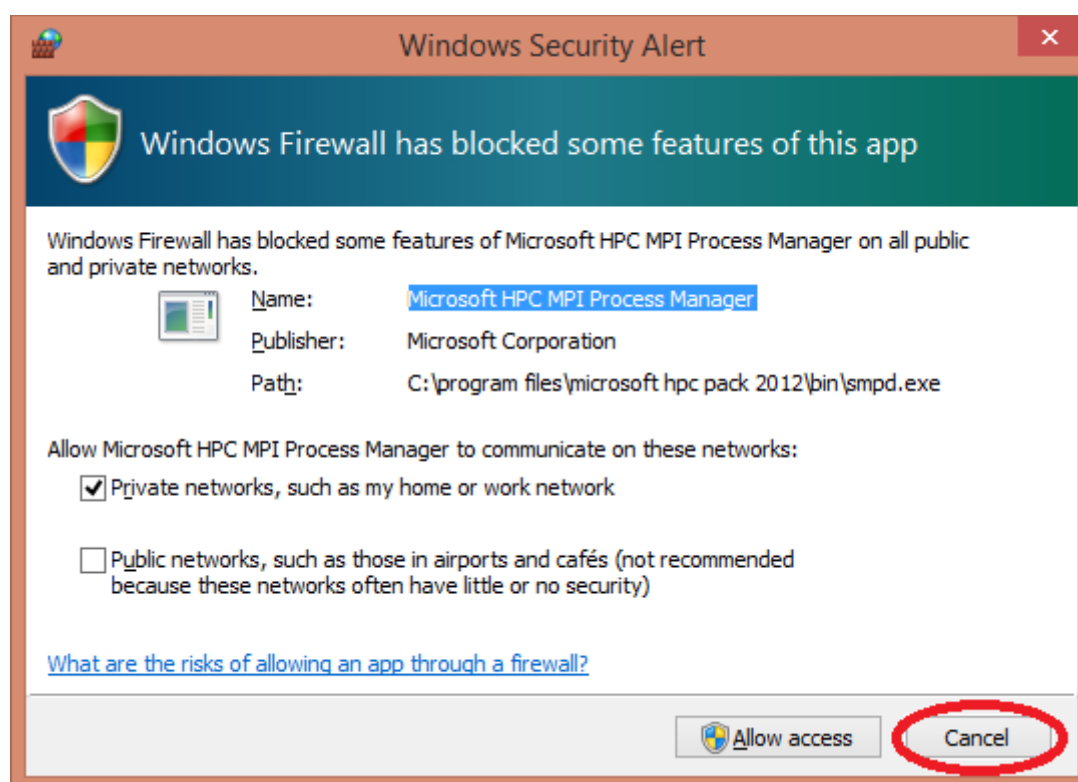 Windows Security Alert
Windows Firewall has blocked some features of this app
Windows Firewall has blocked some features of Microsoft HPC MPI Process Manager on all public
and private networks.
Name: Microsoft HPC MPI Process Manager
Publisher: Microsoft Corporation
Path: C:\program files\microsoft hpc pack 2012\bin\smpd.exe
Allow Microsoft HPC MPI Process Manager to communicate on these networks:
Private networks, such as my home or work network
Public networks, such as those in airports and cafés (not recommended
because these networks often have little or no security)
What are the risks of allowing an app through a firewall?
Allow access Cancel